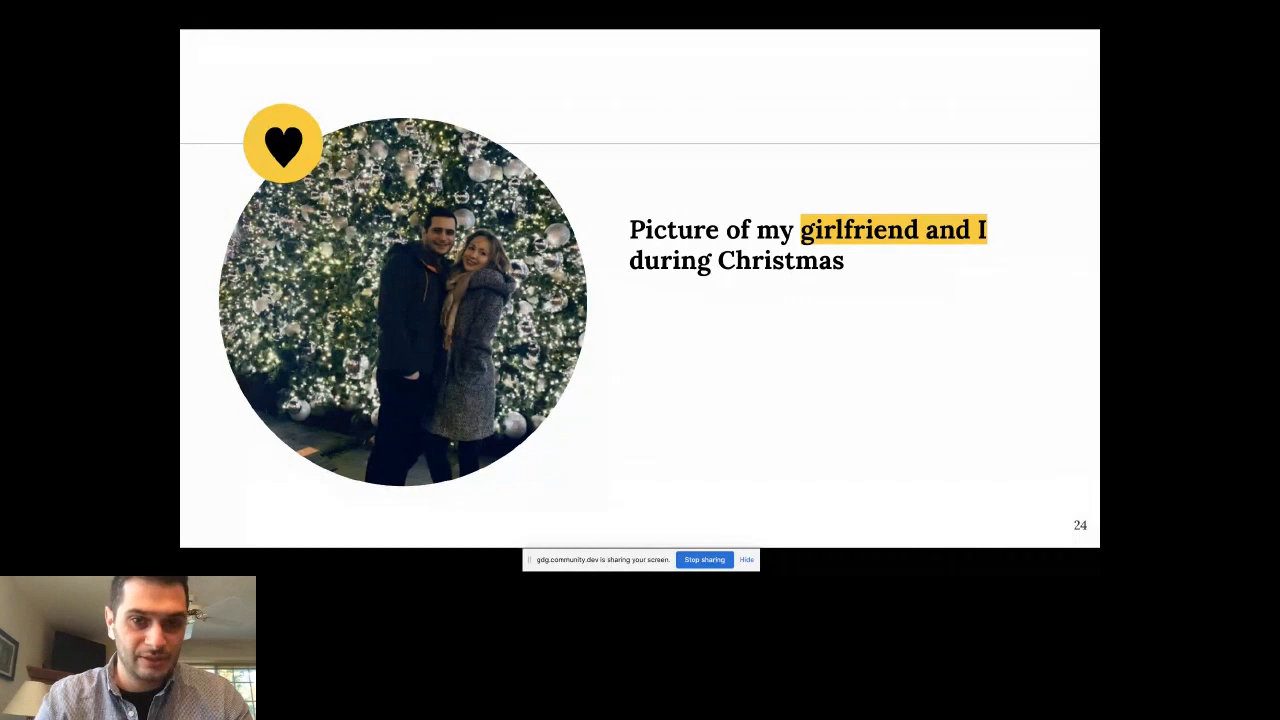 Picture of my girlfriend and I
during Christmas
24
gdg.community.dev is sharing your screen. Stop sharing Hide